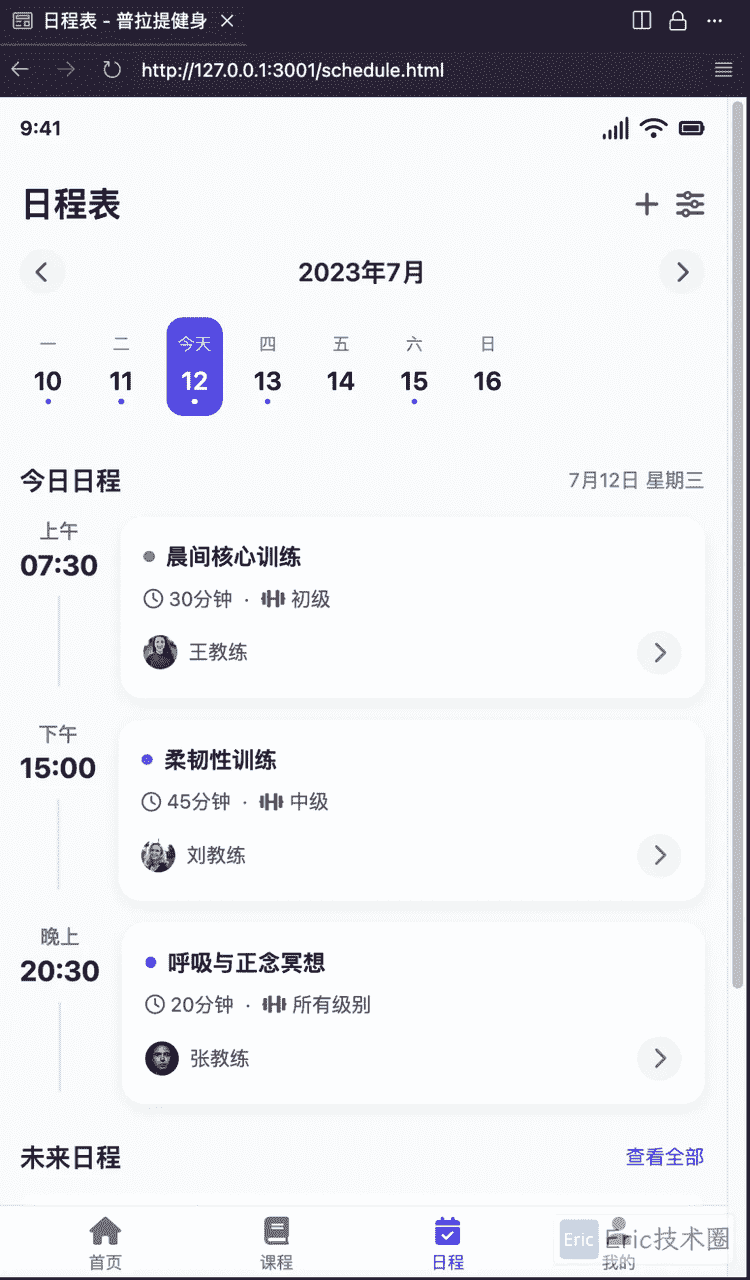 日程表 - 普拉提健身
http://127.0.0.1:3001/schedule.html
9:41
日程表
2023年7月
一 二 今天 四 五 六 日
10 11 12 13 14 15 16
今日日程 7月12日 星期三
上午
07:30
晨间核心训练
30分钟 · 初级
王教练
下午
15:00
柔韧性训练
45分钟 · 中级
刘教练
晚上
20:30
呼吸与正念冥想
20分钟 · 所有级别
张教练
未来日程 查看全部
首页 课程 日程 我的
Eric Eric技术圈